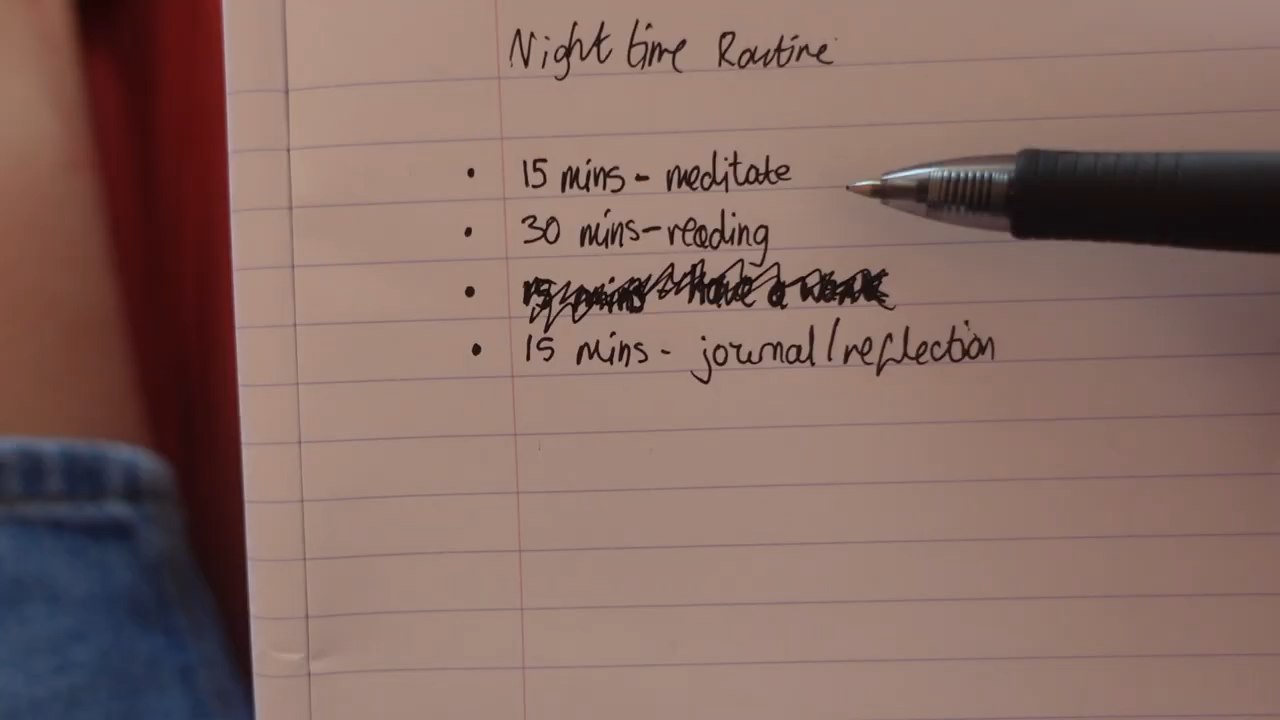 Night time Routine
• 15 mins - meditate
• 30 mins - reading
•
• 15 mins - journal/reflection